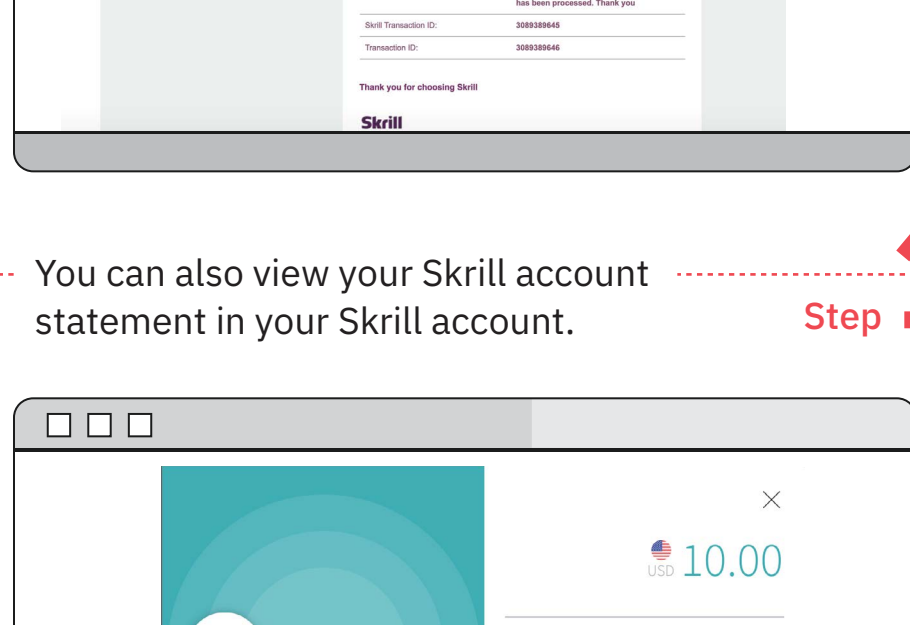 has been processed. Thank you
Skrill Transaction ID: 3089389645
Transaction ID: 3089389646
Thank you for choosing Skrill
Skrill
You can also view your Skrill account
statement in your Skrill account.
Step
USD 10.00